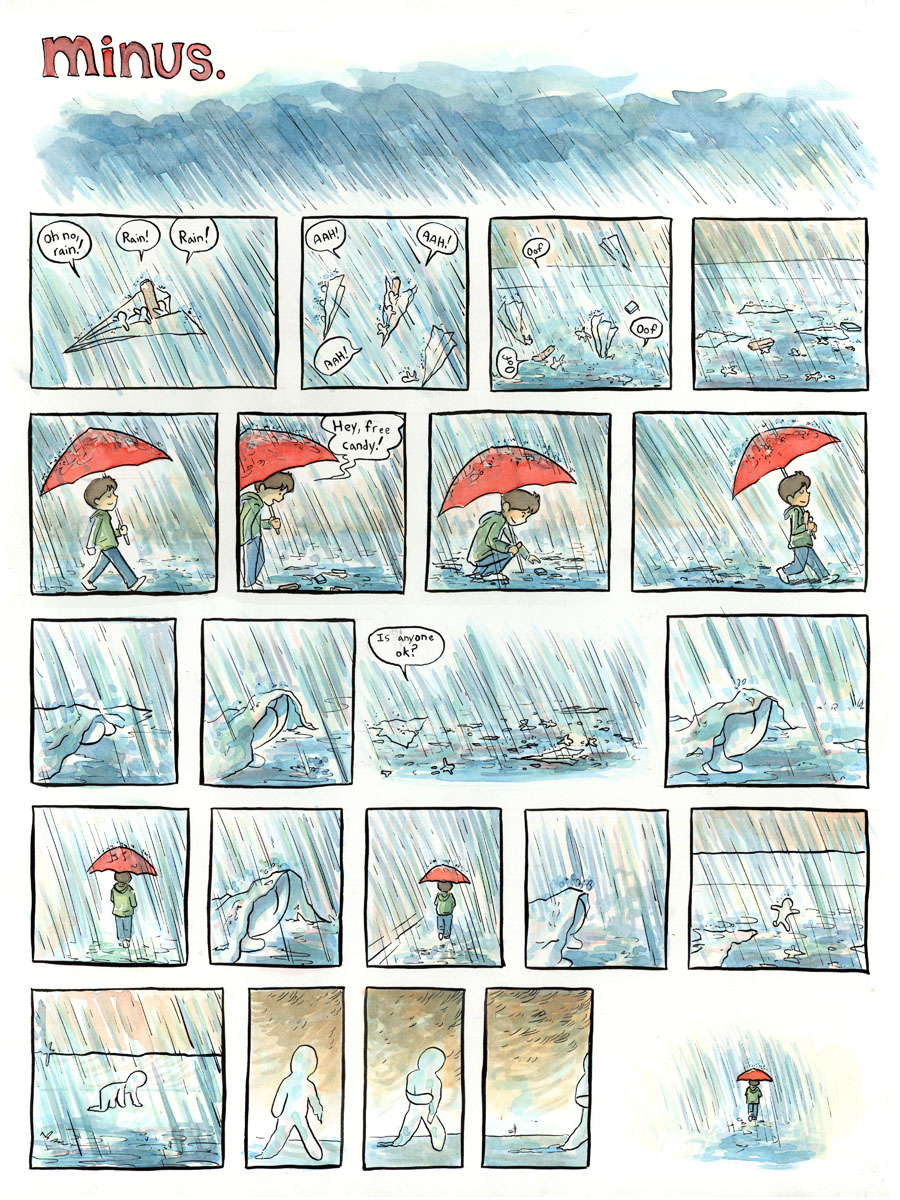 minus.
Oh no,
rain!
Rain!
Rain!
AAH!
AAH!
AAH!
Oof
Oof
Oof
Hey, free
candy!
Is anyone
ok?